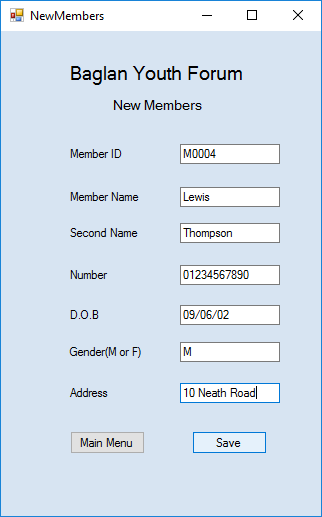 NewMembers
Baglan Youth Forum
New Members
Member ID M0004
Member Name Lewis
Second Name Thompson
Number 01234567890
D.O.B 09/06/02
Gender(M or F) M
Address 10 Neath Road
Main Menu Save